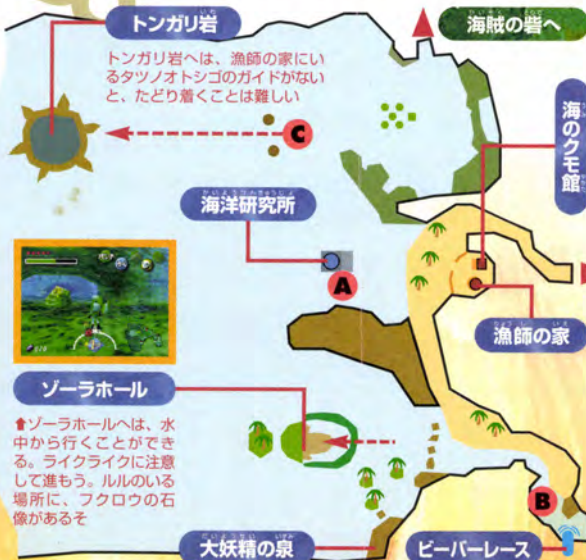 トンガリ岩
トンガリ岩へは、漁師の家にい
るタツノオトシゴのガイドがない
と、たどり着くことは難しい
海賊の砦へ
C
海のクモ館
海洋研究所
A
漁師の家
ゾーラホール
⬆ゾーラホールへは、水
中から行くことができ
る。ライクライクに注意
して進もう。ルルのいる
場所に、フクロウの石
像があるぞ
B
大妖精の泉
ビーバーレース